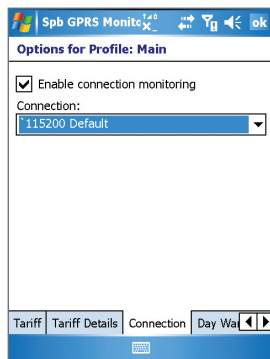 Spb GPRS Monitc
ok
Options for Profile: Main
Enable connection monitoring
Connection:
`115200 Default
Tariff
Tariff Details
Connection
Day Wa